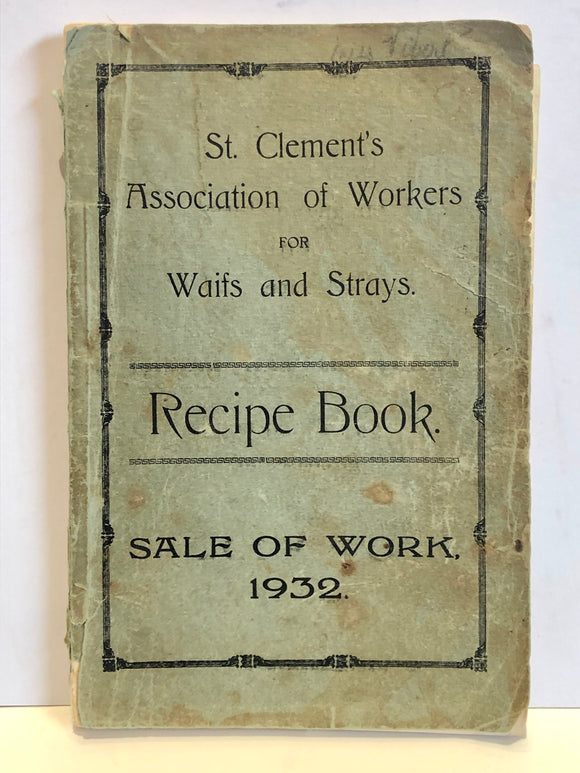 St. Clement's
Association of Workers
FOR
Waifs and Strays.
Recipe Book.
SALE OF WORK,
1932.